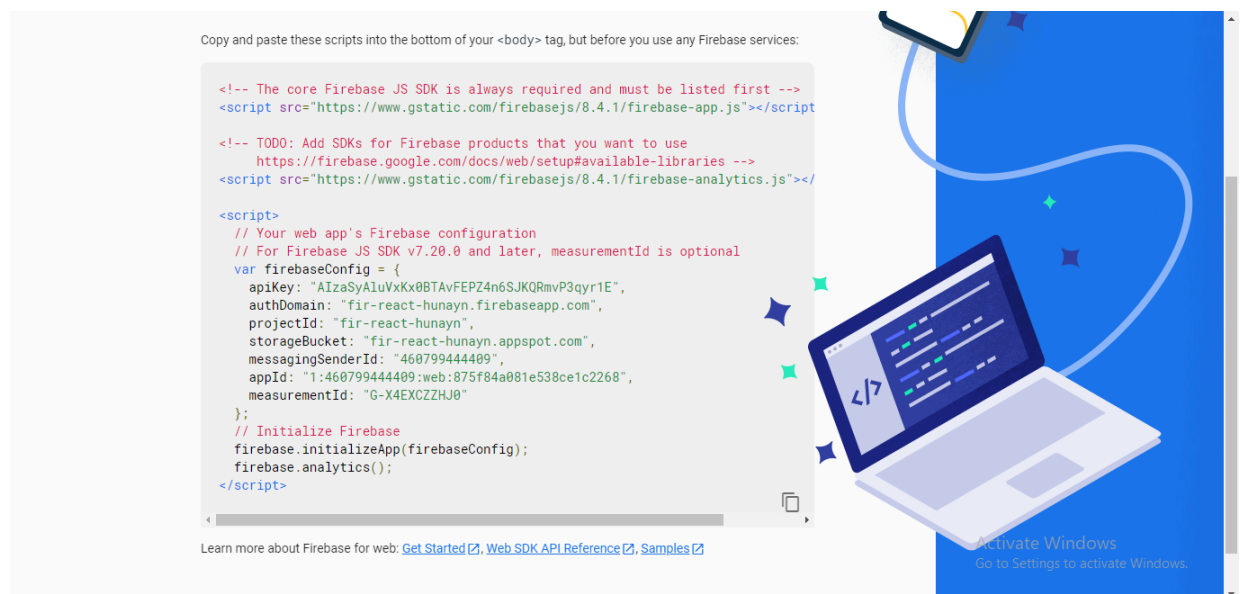 Copy and paste these scripts into the bottom of your <body> tag, but before you use any Firebase services:
<!-- The core Firebase JS SDK is always required and must be listed first -->
<script src="https://www.gstatic.com/firebasejs/8.4.1/firebase-app.js"></script
<!-- TODO: Add SDKs for Firebase products that you want to use
https://firebase.google.com/docs/web/setup#available-libraries -->
<script src="https://www.gstatic.com/firebasejs/8.4.1/firebase-analytics.js"></
<script>
// Your web app's Firebase configuration
// For Firebase JS SDK v7.20.0 and later, measurementId is optional
var firebaseConfig = {
apiKey: "AIzaSyAluVxKx0BTAvFEPZ4n6SJKQRmvP3qyr1E",
authDomain: "fir-react-hunayn.firebaseapp.com",
projectId: "fir-react-hunayn",
storageBucket: "fir-react-hunayn.appspot.com",
messagingSenderId: "460799444409",
appId: "1:460799444409:web:875f84a081e538ce1c2268",
measurementId: "G-X4EXCZZHJ0"
};
// Initialize Firebase
firebase.initializeApp(firebaseConfig);
firebase.analytics();
</script>
Learn more about Firebase for web: Get Started, Web SDK API Reference, Samples
</>
Activate Windows
Go to Settings to activate Windows.